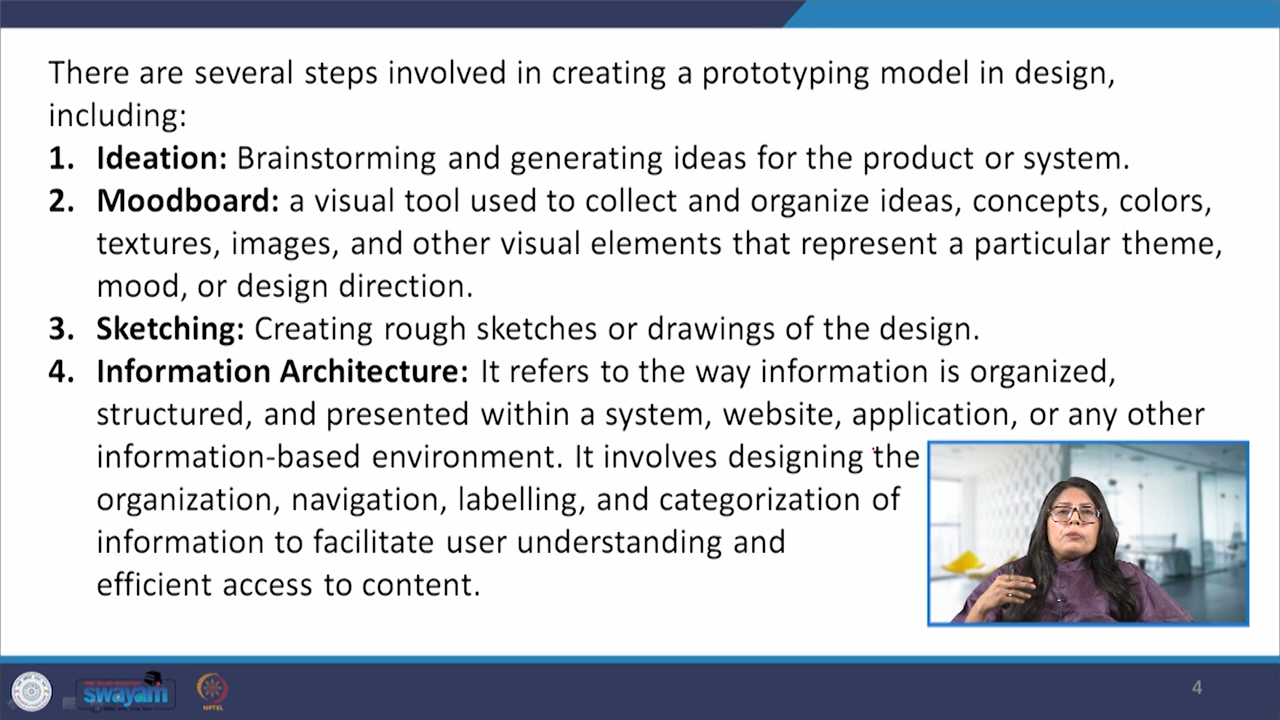 There are several steps involved in creating a prototyping model in design,
including:
1. Ideation: Brainstorming and generating ideas for the product or system.
2. Moodboard: a visual tool used to collect and organize ideas, concepts, colors,
textures, images, and other visual elements that represent a particular theme,
mood, or design direction.
3. Sketching: Creating rough sketches or drawings of the design.
4. Information Architecture: It refers to the way information is organized,
structured, and presented within a system, website, application, or any other
information-based environment. It involves designing the
organization, navigation, labelling, and categorization of
information to facilitate user understanding and
efficient access to content.
swayam
NPTEL
4